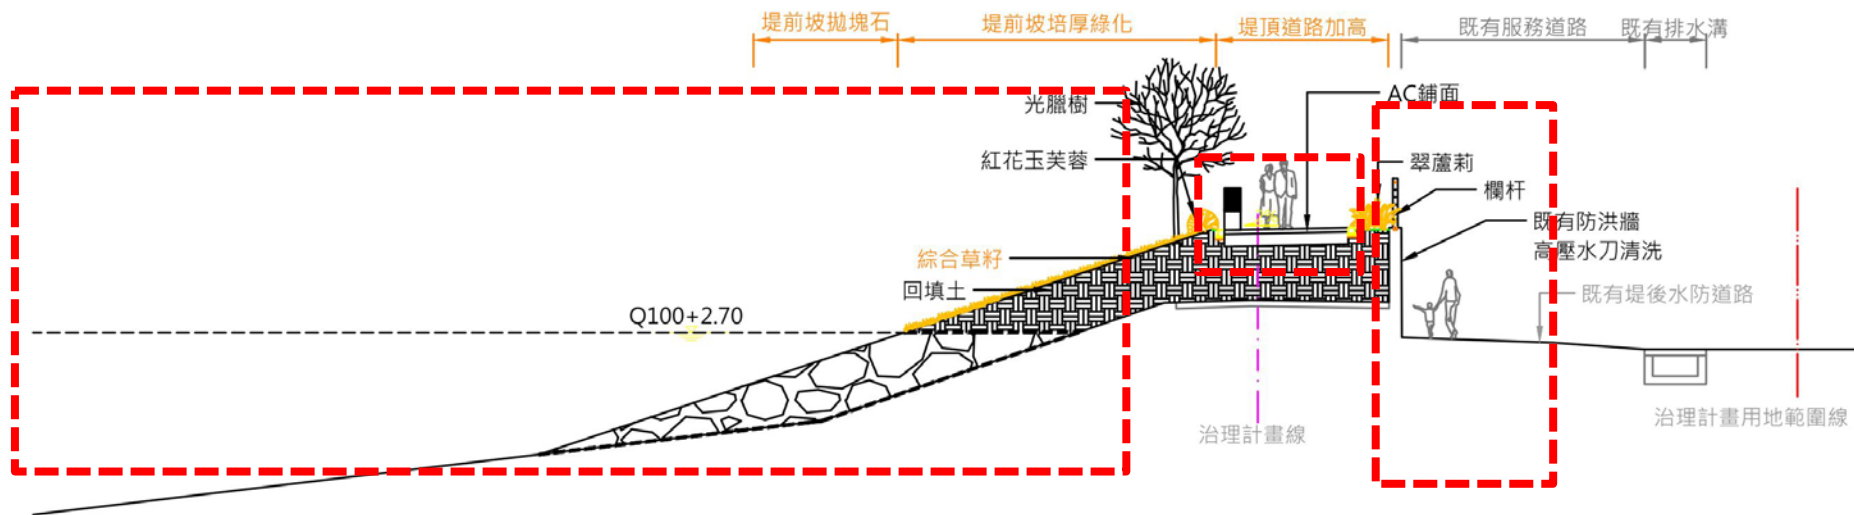 堤前坡拋塊石
堤前坡培厚綠化
堤頂道路加高
既有服務道路
既有排水溝
光臘樹
AC鋪面
紅花玉芙蓉
翠蘆莉
欄杆
既有防洪牆
高壓水刀清洗
綜合草籽
回填土
既有堤後水防道路
Q100+2.70
治理計畫線
治理計畫用地範圍線